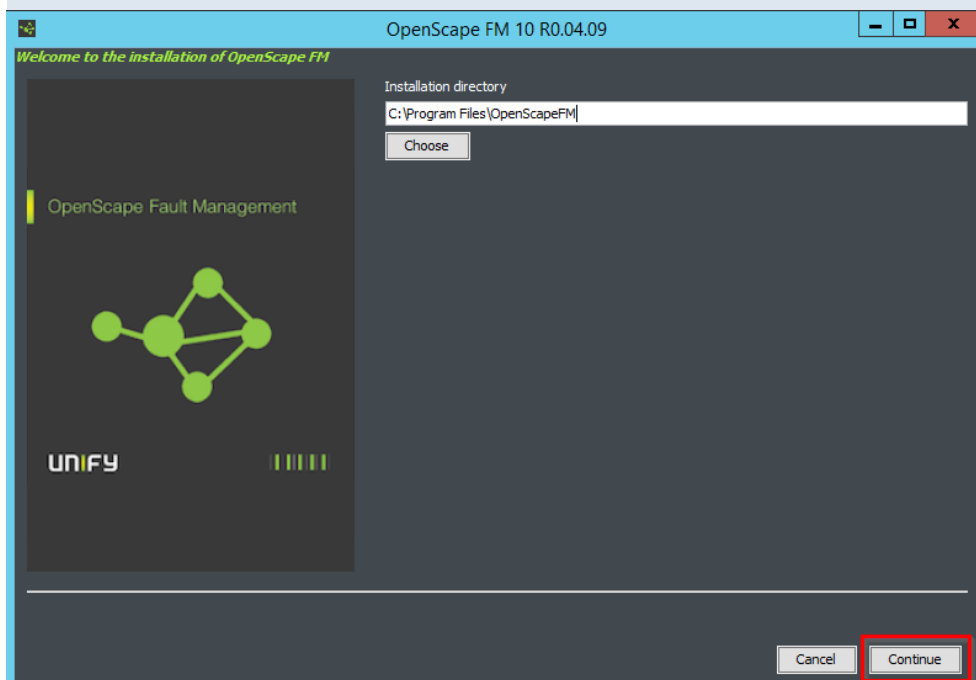 OpenScape FM 10 R0.04.09
Welcome to the installation of OpenScape FM
Installation directory
C:\Program Files\OpenScapeFM
Choose
OpenScape Fault Management
UNIFY
Cancel
Continue